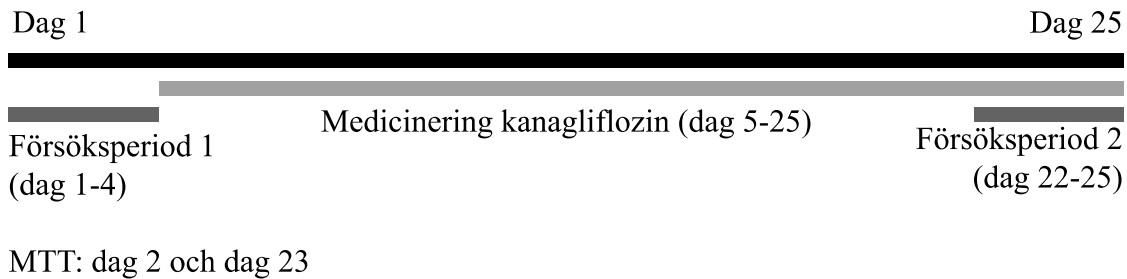 Dag 1
Dag 25
Medicinering kanagliflozin (dag 5-25)
Försöksperiod 1
(dag 1-4)
Försöksperiod 2
(dag 22-25)
MTT: dag 2 och dag 23